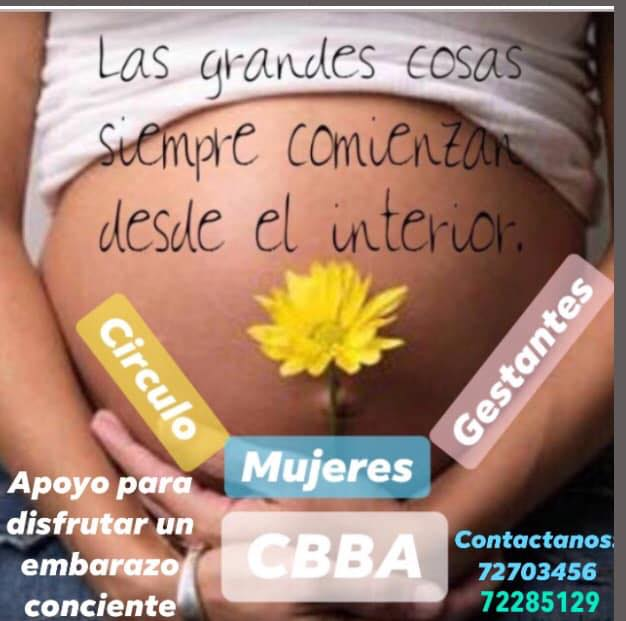 Las grandes cosas
siempre comienzan
desde el interior.
Circulo
Mujeres
Gestantes
CBBA
Apoyo para
disfrutar un
embarazo
conciente
Contactanos:
72703456
72285129